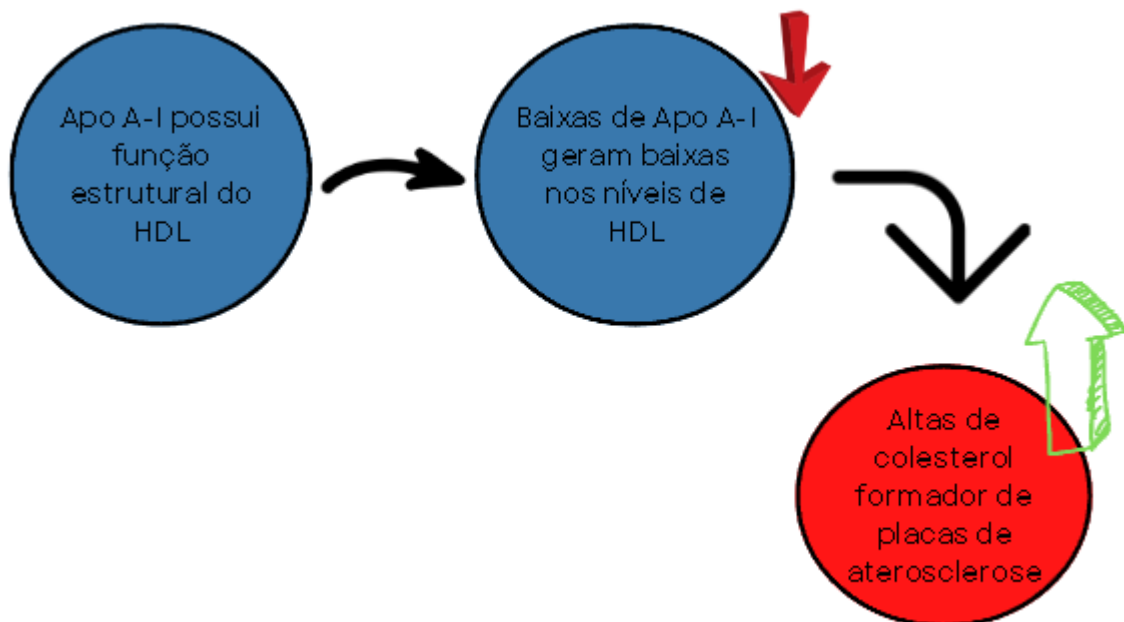 Apo A-I possui
função
estrutural do
HDL
Baixas de Apo A-I
geram baixas
nos níveis de
HDL
Altas de
colesterol
formador de
placas de
aterosclerose